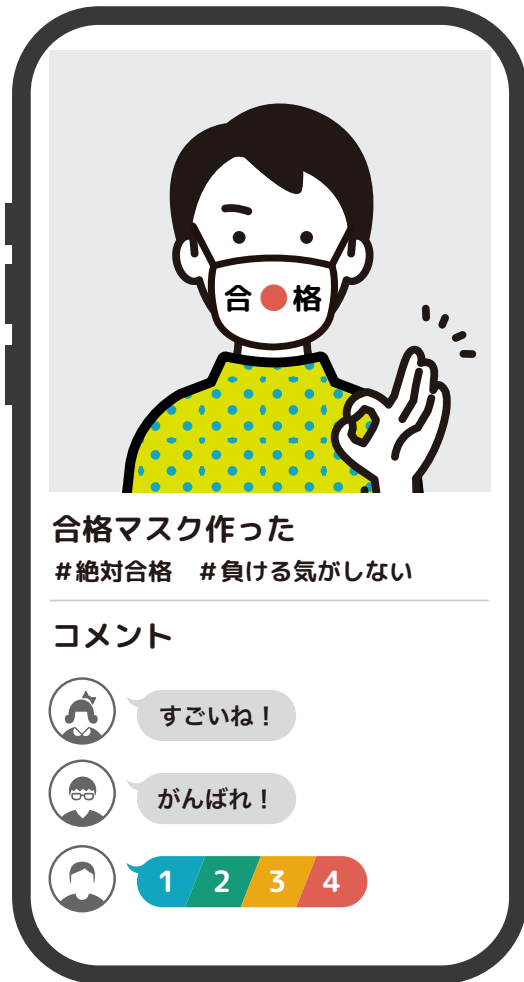 合●格
合格マスク作った
#絶対合格 #負ける気がしない
コメント
すごいね！
がんばれ！
1 2 3 4